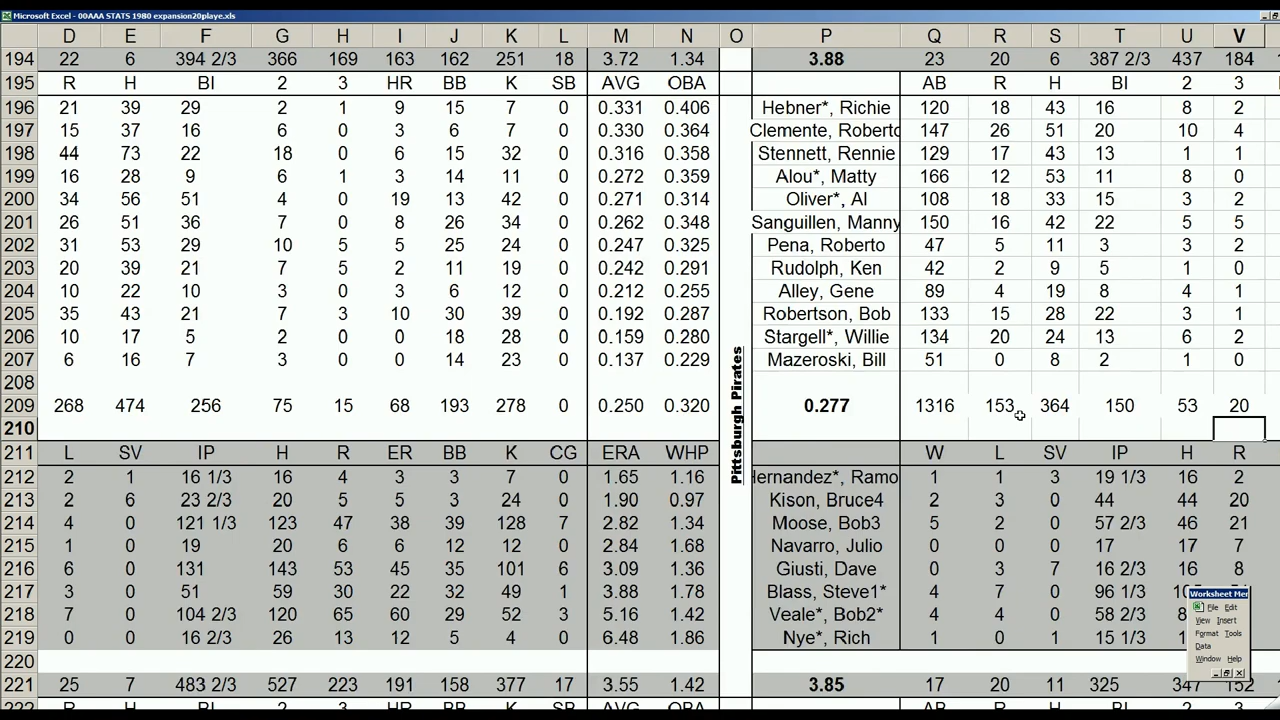 Microsoft Excel - 00AAA STATS 1980 expansion20playe.xls
D E F G H I J K L M N O P Q R S T U V
194 22 6 394 2/3 366 169 163 162 251 18 3.72 1.34 3.88 23 20 6 387 2/3 437 184
195 R H BI 2 3 HR BB K SB AVG OBA AB R H BI 2 3
196 21 39 29 2 1 9 15 7 0 0.331 0.406 Hebner*, Richie 120 18 43 16 8 2
197 15 37 16 6 0 3 6 7 0 0.330 0.364 Clemente, Roberto 147 26 51 20 10 4
198 44 73 22 18 0 6 15 32 0 0.316 0.358 Stennett, Rennie 129 17 43 13 1 1
199 16 28 9 6 1 3 14 11 0 0.272 0.359 Alou*, Matty 166 12 53 11 8 0
200 34 56 51 4 0 19 13 42 0 0.271 0.314 Oliver*, Al 108 18 33 15 3 2
201 26 51 36 7 0 8 26 34 0 0.262 0.348 Sanguillen, Manny 150 16 42 22 5 5
202 31 53 29 10 5 5 25 24 0 0.247 0.325 Pena, Roberto 47 5 11 3 3 2
203 20 39 21 7 5 2 11 19 0 0.242 0.291 Rudolph, Ken 42 2 9 5 1 0
204 10 22 10 3 0 3 6 12 0 0.212 0.255 Alley, Gene 89 4 19 8 4 1
205 35 43 21 7 3 10 30 39 0 0.192 0.287 Robertson, Bob 133 15 28 22 3 1
206 10 17 5 2 0 0 18 28 0 0.159 0.280 Stargell*, Willie 134 20 24 13 6 2
207 6 16 7 3 0 0 14 23 0 0.137 0.229 Mazeroski, Bill 51 0 8 2 1 0
208
209 268 474 256 75 15 68 193 278 0 0.250 0.320 0.277 1316 153 364 150 53 20
210
Pittsburgh Pirates
211 L SV IP H R ER BB K CG ERA WHP W L SV IP H R
212 2 1 16 1/3 16 4 3 3 7 0 1.65 1.16 Hernandez*, Ramo 1 1 3 19 1/3 16 2
213 2 6 23 2/3 20 5 5 3 24 0 1.90 0.97 Kison, Bruce4 2 3 0 44 44 20
214 4 0 121 1/3 123 47 38 39 128 7 2.82 1.34 Moose, Bob3 5 2 0 57 2/3 46 21
215 1 0 19 20 6 6 12 12 0 2.84 1.68 Navarro, Julio 0 0 0 17 17 7
216 6 0 131 143 53 45 35 101 6 3.09 1.36 Giusti, Dave 0 3 7 16 2/3 16 8
217 3 0 51 59 30 22 32 49 1 3.88 1.78 Blass, Steve1* 4 7 0 96 1/3
218 7 0 104 2/3 120 65 60 29 52 3 5.16 1.42 Veale*, Bob2* 4 4 0 58 2/3
219 0 0 16 2/3 26 13 12 5 4 0 6.48 1.86 Nye*, Rich 1 0 1 15 1/3
220
221 25 7 483 2/3 527 223 191 158 377 17 3.55 1.42 3.85 17 20 11 325 347 152
222 R H BI 2 3 HR BB K SB AVG OBA AB R H BI 2 3
Worksheet Mer
File Edit
View Insert
Format Tools
Data
Window Help